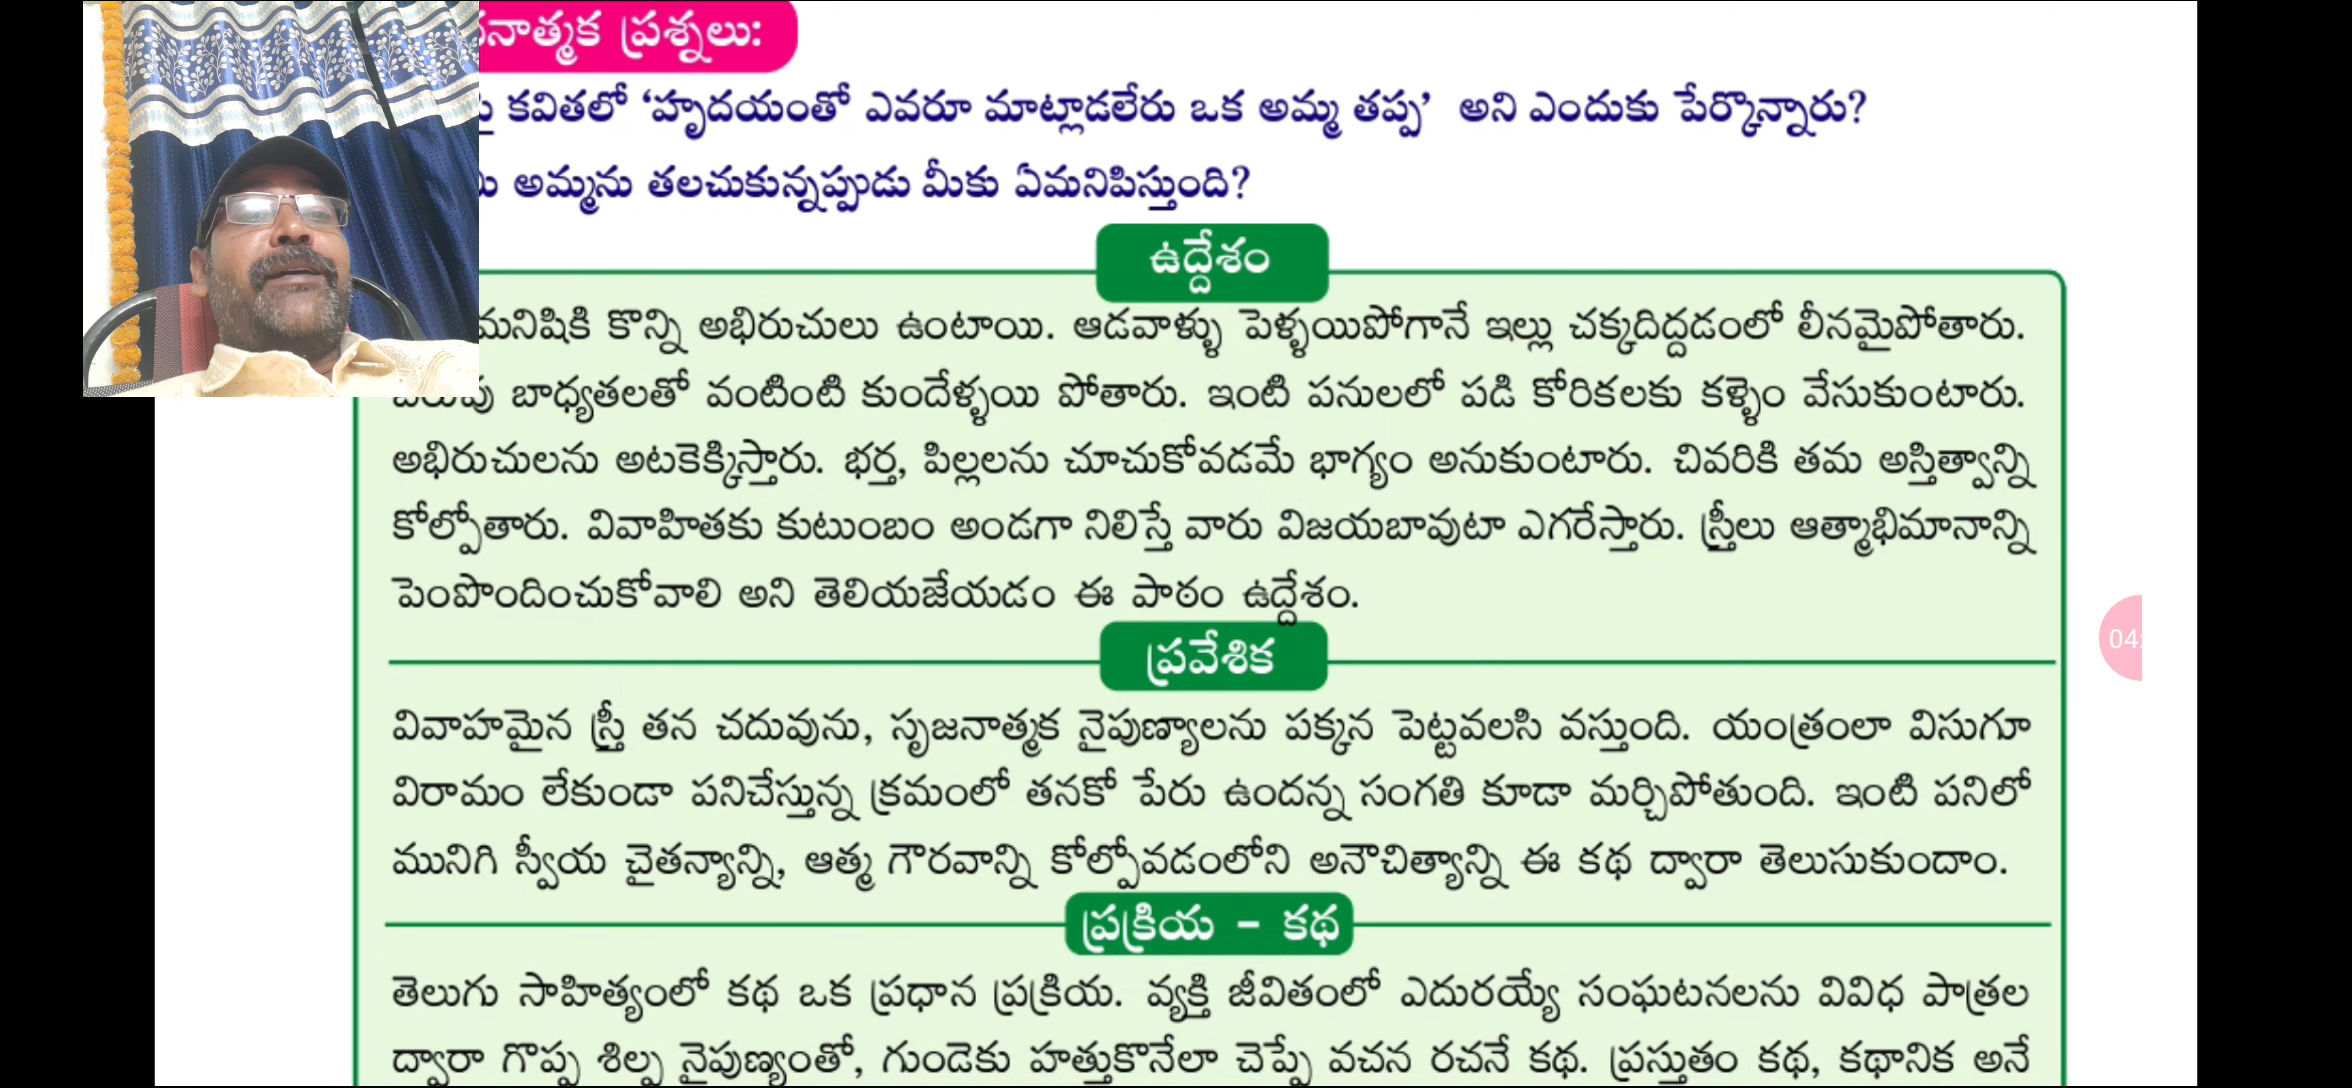 ప్రశ్నలు:
కవితలో ‘హృదయంతో ఎవరూ మాట్లాడలేరు ఒక అమ్మ తప్ప’ అని ఎందుకు పేర్కొన్నారు?
అమ్మను తలచుకున్నప్పుడు మీకు ఏమనిపిస్తుంది?
ఉద్దేశం
మనిషికి కొన్ని అభిరుచులు ఉంటాయి. ఆడవాళ్ళు పెళ్ళయిపోగానే ఇల్లు చక్కదిద్దడంలో లీనమైపోతారు.
బాధ్యతలతో వంటింటి కుందేళ్ళయి పోతారు. ఇంటి పనులలో పడి కోరికలకు కళ్ళెం వేసుకుంటారు.
అభిరుచులను అటకెక్కిస్తారు. భర్త, పిల్లలను చూచుకోవడమే భాగ్యం అనుకుంటారు. చివరికి తమ అస్తిత్వాన్ని
కోల్పోతారు. వివాహితకు కుటుంబం అండగా నిలిస్తే వారు విజయబావుటా ఎగరేస్తారు. స్త్రీలు ఆత్మాభిమానాన్ని
పెంపొందించుకోవాలి అని తెలియజేయడం ఈ పాఠం ఉద్దేశం.
ప్రవేశిక
వివాహమైన స్త్రీ తన చదువును, సృజనాత్మక నైపుణ్యాలను పక్కన పెట్టవలసి వస్తుంది. యంత్రంలా విసుగూ
విరామం లేకుండా పనిచేస్తున్న క్రమంలో తనకో పేరు ఉందన్న సంగతి కూడా మర్చిపోతుంది. ఇంటి పనిలో
మునిగి స్వీయ చైతన్యాన్ని, ఆత్మ గౌరవాన్ని కోల్పోవడంలోని అనౌచిత్యాన్ని ఈ కథ ద్వారా తెలుసుకుందాం.
ప్రక్రియ - కథ
తెలుగు సాహిత్యంలో కథ ఒక ప్రధాన ప్రక్రియ. వ్యక్తి జీవితంలో ఎదురయ్యే సంఘటనలను వివిధ పాత్రల
ద్వారా గొప్ప శిల్ప నైపుణ్యంతో, గుండెకు హత్తుకొనేలా చెప్పే వచన రచనే కథ. ప్రస్తుతం కథ, కథానిక అనే
04